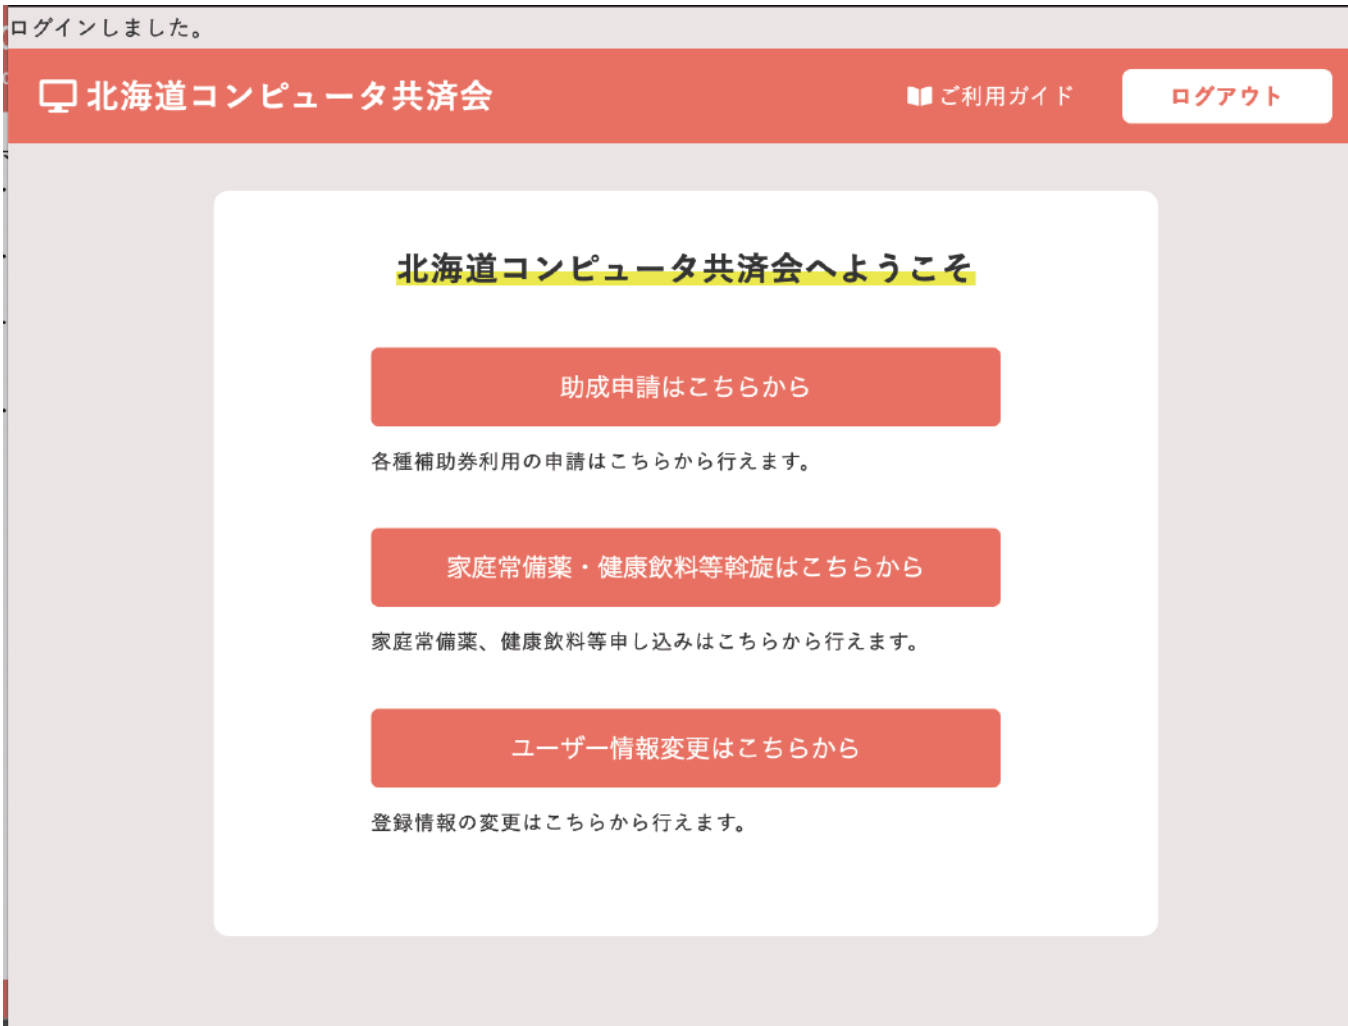 ログインしました。
北海道コンピュータ共済会
ご利用ガイド
ログアウト
北海道コンピュータ共済会へようこそ
助成申請はこちらから
各種補助券利用の申請はこちらから行えます。
家庭常備薬・健康飲料等斡旋はこちらから
家庭常備薬、健康飲料等申し込みはこちらから行えます。
ユーザー情報変更はこちらから
登録情報の変更はこちらから行えます。